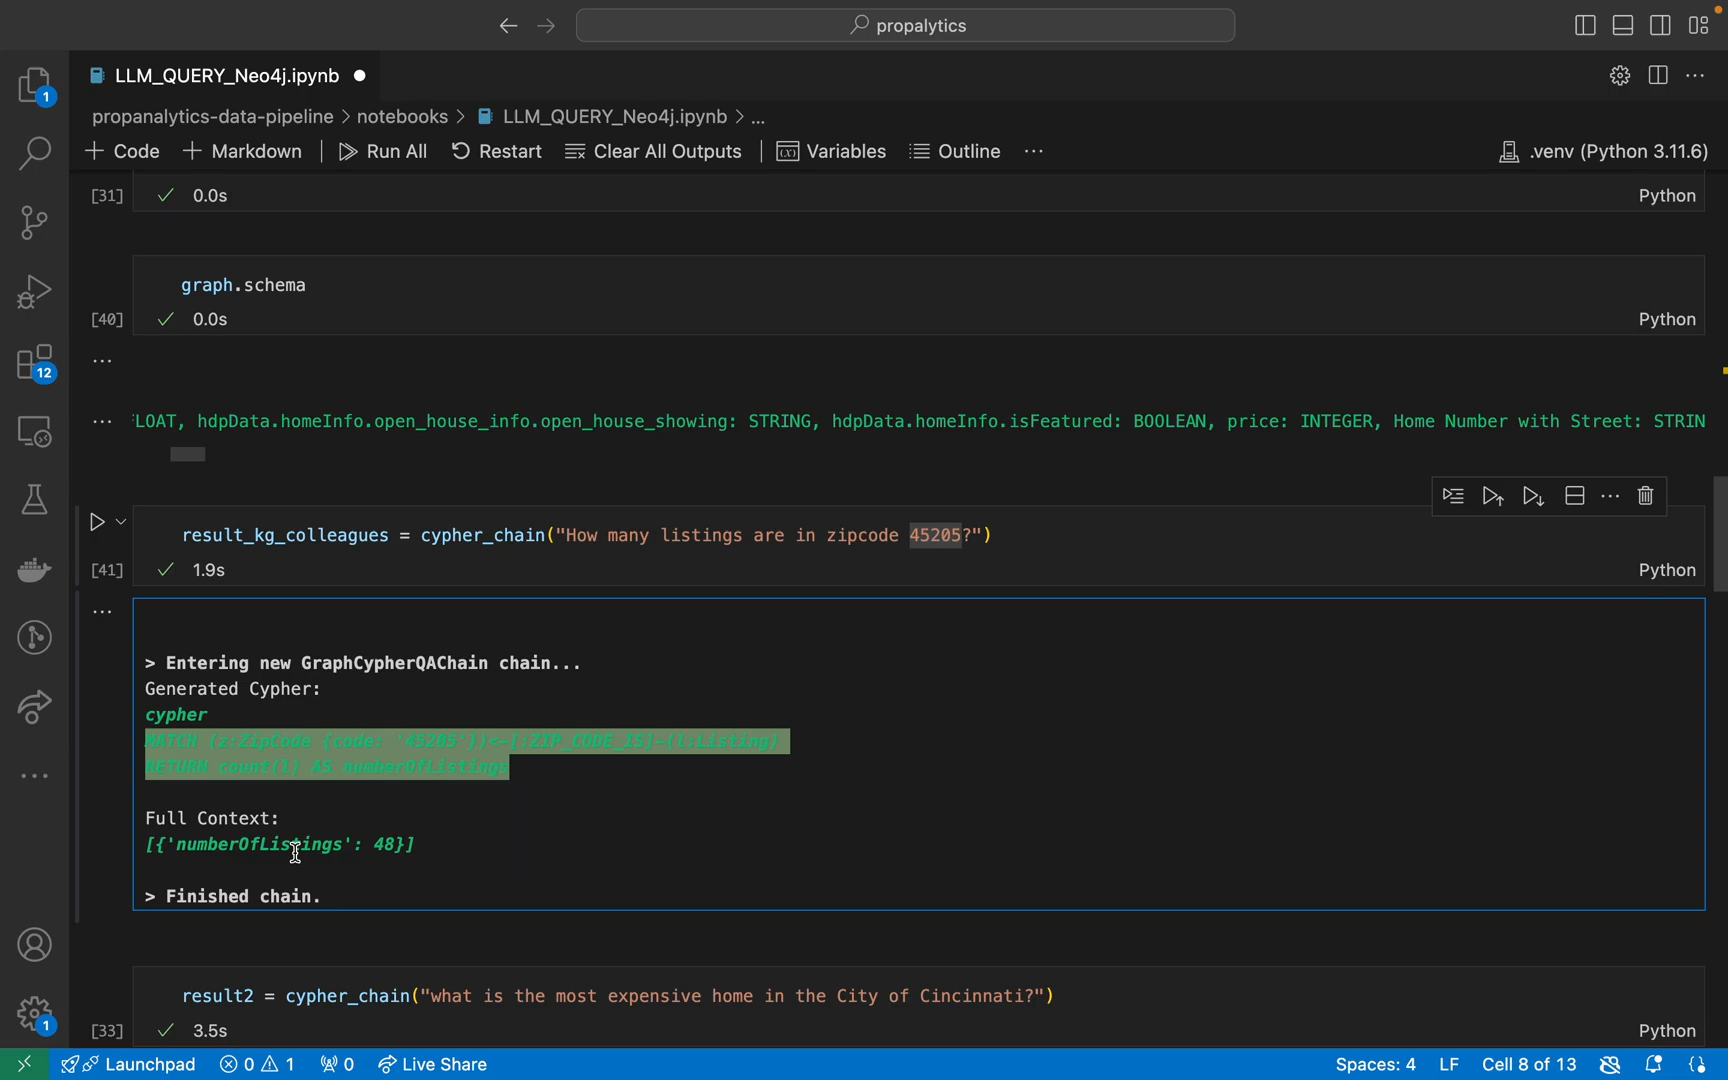 propalytics
LLM_QUERY_Neo4j.ipynb
propanalytics-data-pipeline > notebooks > LLM_QUERY_Neo4j.ipynb > ...
+ Code + Markdown Run All Restart Clear All Outputs Variables Outline ... .venv (Python 3.11.6)
[31] 0.0s Python
graph.schema
[40] 0.0s Python
...
... LOAT, hdpData.homeInfo.open_house_info.open_house_showing: STRING, hdpData.homeInfo.isFeatured: BOOLEAN, price: INTEGER, Home Number with Street: STRIN
result_kg_colleagues = cypher_chain("How many listings are in zipcode 45205?")
[41] 1.9s Python
...
> Entering new GraphCypherQAChain chain...
Generated Cypher:
cypher
MATCH (z:ZipCode {code: '45205'})<-[:ZIP_CODE_IS]-(l:Listing)
RETURN count(l) AS numberOfListings
Full Context:
[{'numberOfListings': 48}]
> Finished chain.
result2 = cypher_chain("what is the most expensive home in the City of Cincinnati?")
[33] 3.5s Python
1
12
1
Launchpad 0 1 0 Live Share Spaces: 4 LF Cell 8 of 13